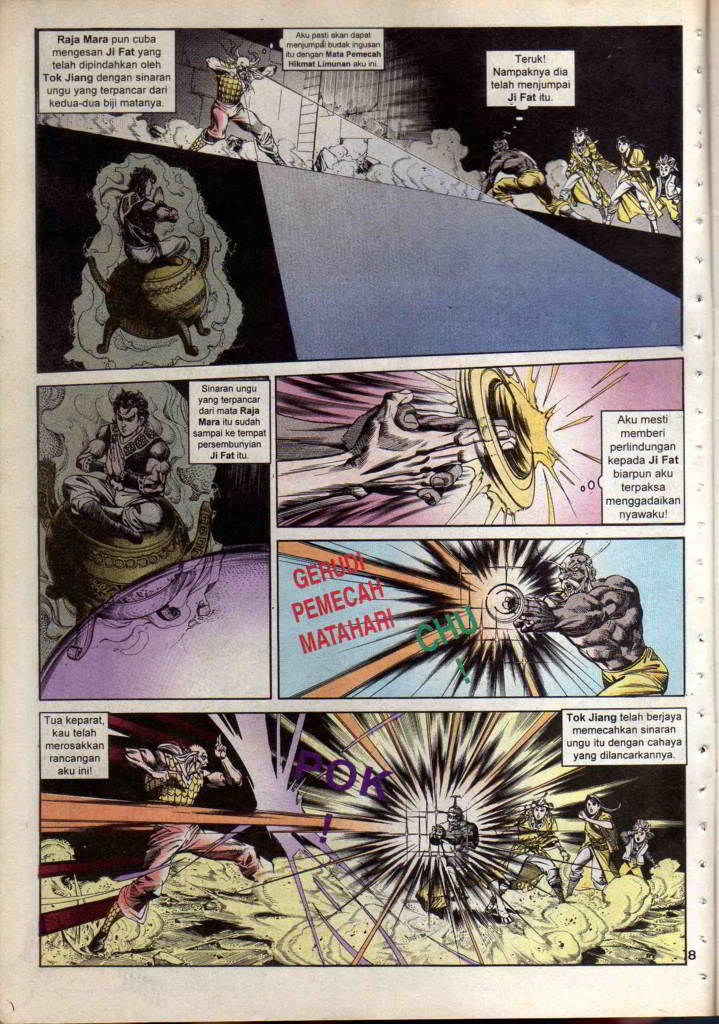 Raja Mara pun cuba
mengesan Ji Fat yang
telah dipindahkan oleh
Tok Jiang dengan sinaran
ungu yang terpancar dari
kedua-dua biji matanya.
Aku pasti akan dapat
menjumpai budak ingusan
itu dengan Mata Pemecah
Hikmat Limunan aku ini.
Teruk!
Nampaknya dia
telah menjumpai
Ji Fat itu.
Sinaran ungu
yang terpancar
dari mata Raja
Mara itu sudah
sampai ke tempat
persembunyian
Ji Fat itu.
Aku mesti
memberi
perlindungan
kepada Ji Fat
biarpun aku
terpaksa
menggadaikan
nyawaku!
GERUDI
PEMECAH
MATAHARI
CHU
!
Tua keparat,
kau telah
merosakkan
rancangan
aku ini!
POK
!
Tok Jiang telah berjaya
memecahkan sinaran
ungu itu dengan cahaya
yang dilancarkannya.
8